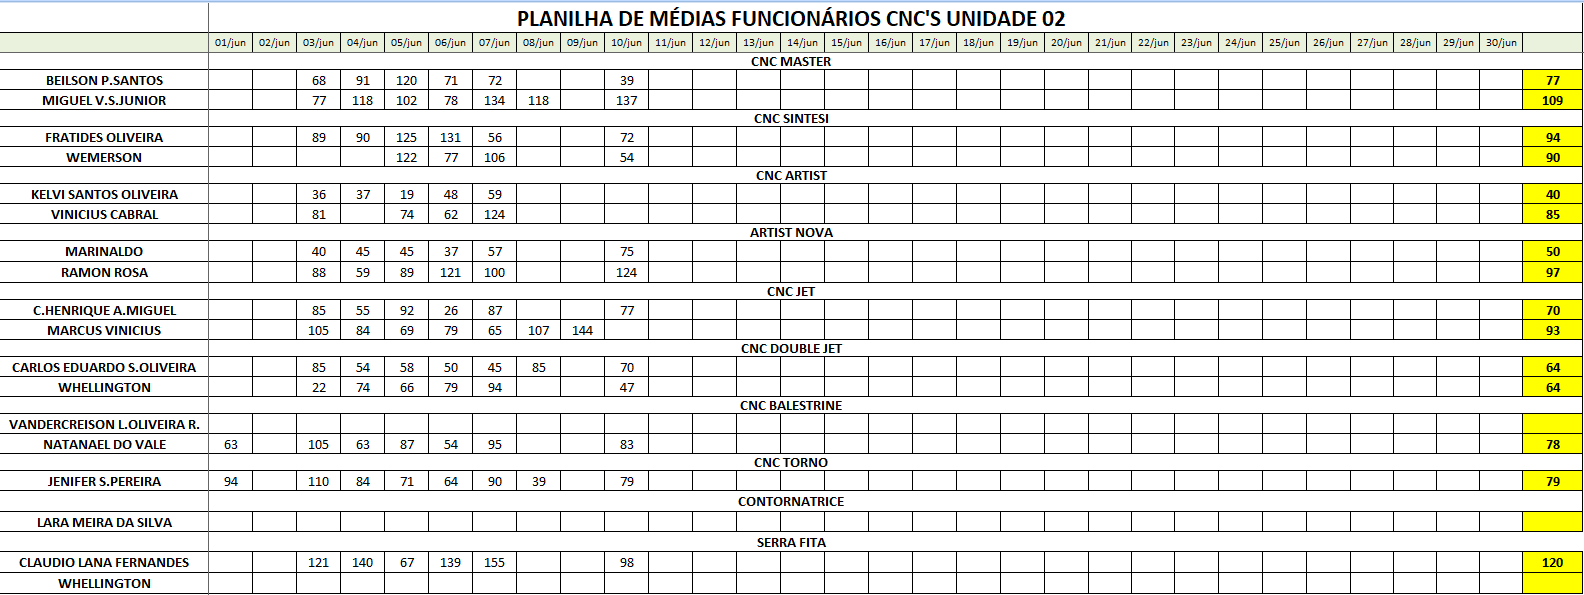 PLANILHA DE MÉDIAS FUNCIONÁRIOS CNC'S UNIDADE 02
01/jun 02/jun 03/jun 04/jun 05/jun 06/jun 07/jun 08/jun 09/jun 10/jun 11/jun 12/jun 13/jun 14/jun 15/jun 16/jun 17/jun 18/jun 19/jun 20/jun 21/jun 22/jun 23/jun 24/jun 25/jun 26/jun 27/jun 28/jun 29/jun 30/jun
CNC MASTER
BEILSON P.SANTOS 68 91 120 71 72 39 77
MIGUEL V.S.JUNIOR 77 118 102 78 134 118 137 109
CNC SINTESI
FRATIDES OLIVEIRA 89 90 125 131 56 72 94
WEMERSON 122 77 106 54 90
CNC ARTIST
KELVI SANTOS OLIVEIRA 36 37 19 48 59 40
VINICIUS CABRAL 81 74 62 124 85
ARTIST NOVA
MARINALDO 40 45 45 37 57 75 50
RAMON ROSA 88 59 89 121 100 124 97
CNC JET
C.HENRIQUE A.MIGUEL 85 55 92 26 87 77 70
MARCUS VINICIUS 105 84 69 79 65 107 144 93
CNC DOUBLE JET
CARLOS EDUARDO S.OLIVEIRA 85 54 58 50 45 85 70 64
WHELLINGTON 22 74 66 79 94 47 64
CNC BALESTRINE
VANDERCREISON L.OLIVEIRA R.
NATANAEL DO VALE 63 105 63 87 54 95 83 78
CNC TORNO
JENIFER S.PEREIRA 94 110 84 71 64 90 39 79 79
CONTORNATRICE
LARA MEIRA DA SILVA
SERRA FITA
CLAUDIO LANA FERNANDES 121 140 67 139 155 98 120
WHELLINGTON